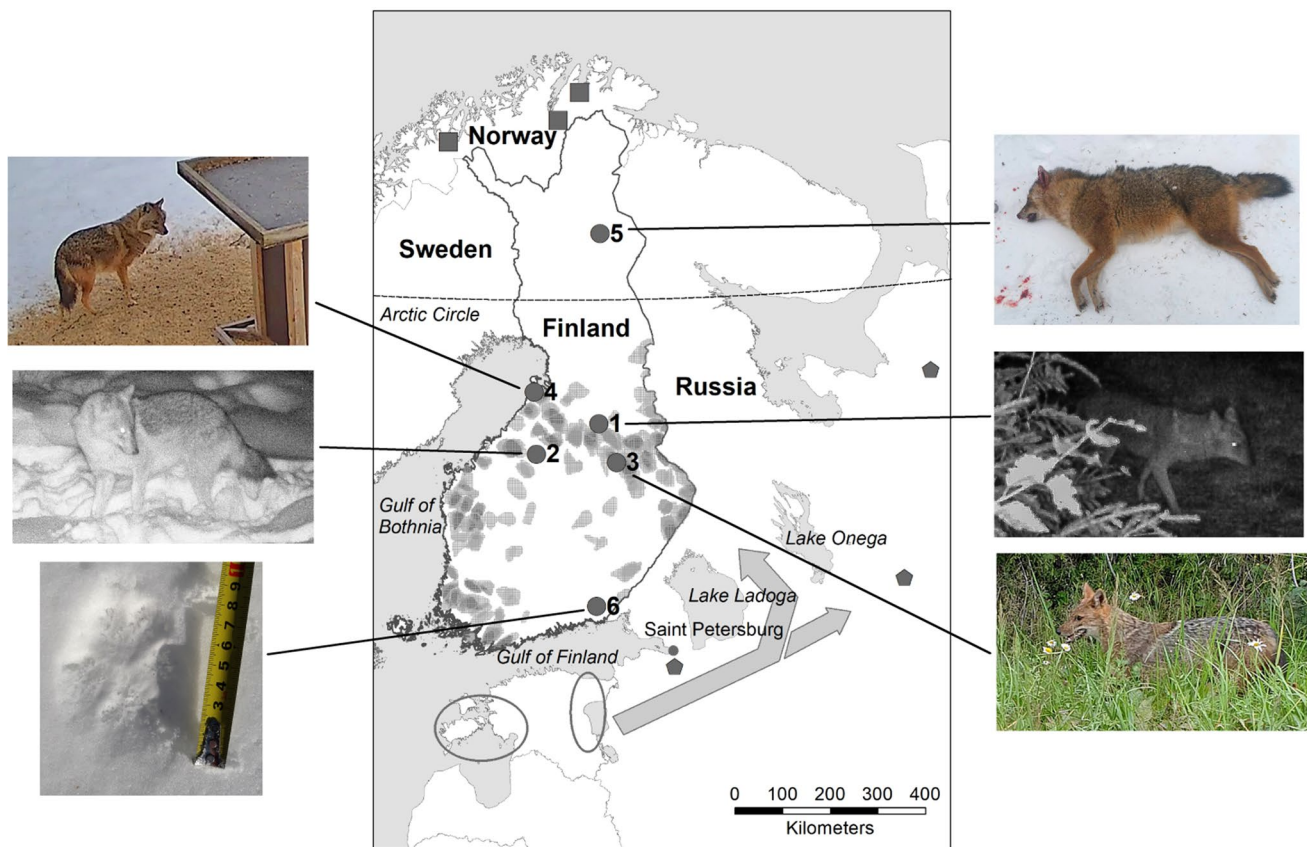 Norway
Sweden
5
Arctic Circle
Finland
Russia
4
1
2
3
Gulf of
Bothnia
Lake Onega
Lake Ladoga
6
Saint Petersburg
Gulf of Finland
3 4 5 6 7 8 9
0 100 200 300 400
Kilometers